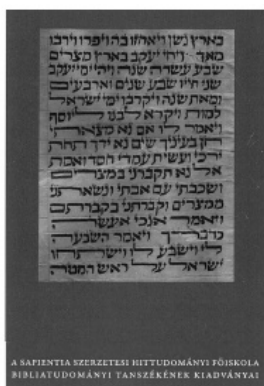 בארץ גשן ויאחזו בה ויפרו וירבו
מאד ויחי יעקב בארץ מצרים
שבע עשרה שנה ויהי ימי יעקב
שני חייו שבע שנים וארבעים
ומאת שנה ויקרבו ימי ישראל
למות ויקרא לבנו ליוסף
ויאמר לו אם נא מצאתי
חן בעיניך שים נא ידך תחת
ירכי ועשית עמדי חסד ואמת
אל נא תקברני במצרים
ושכבתי עם אבתי ונשאתני
ממצרים וקברתני בקברתם
ויאמר אנכי אעשה
כדברך ויאמר השבעה
לי וישבע לו וישתחו
ישראל על ראש המטה
A SAPIENTIA SZERZETESI HITTUDOMÁNYI FŐISKOLA
BIBLIATUDOMÁNYI TANSZÉKÉNEK KIADVÁNYAI